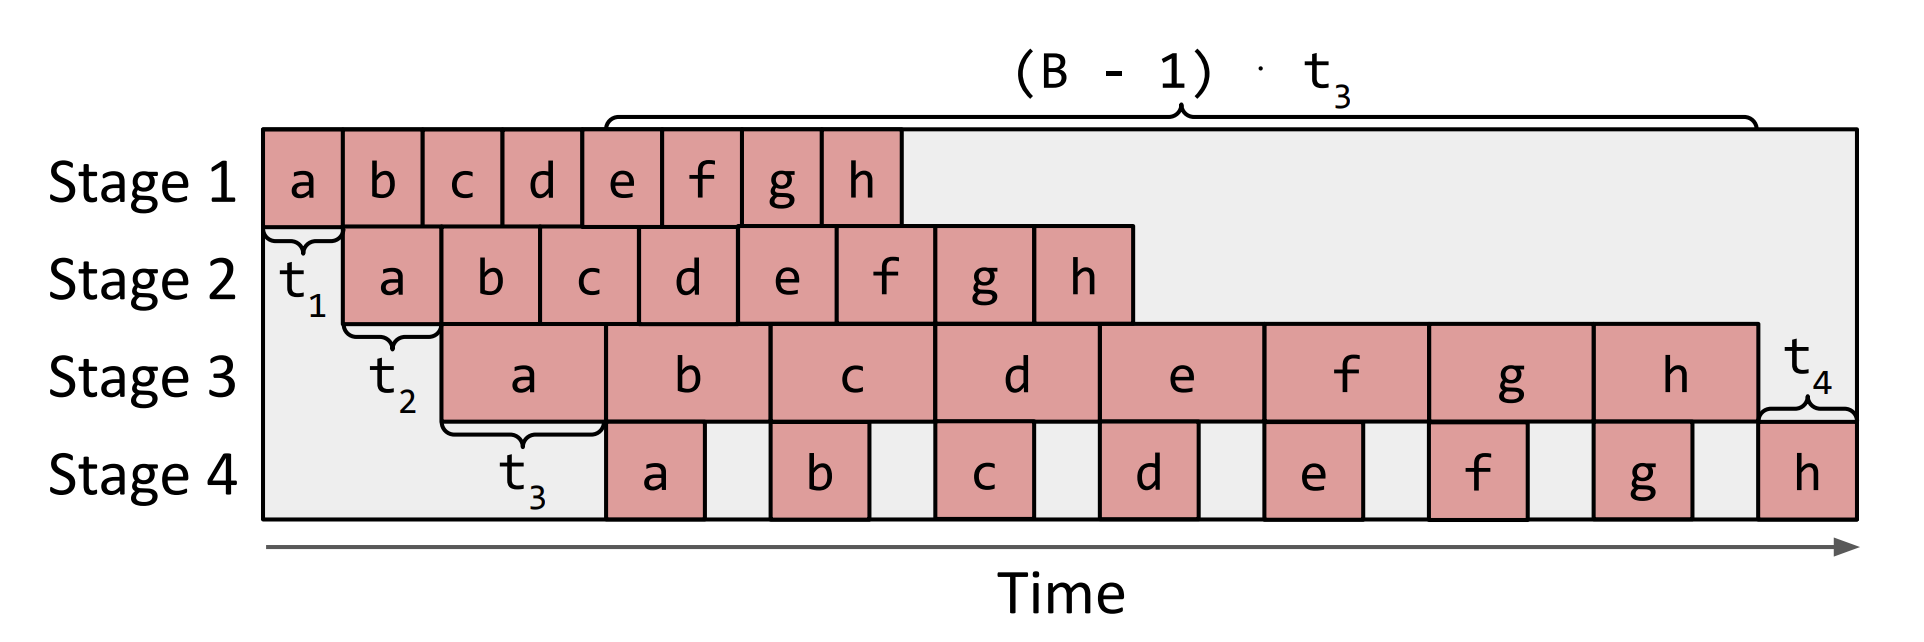 (B - 1) · t3
Stage 1 a b c d e f g h
Stage 2 t1 a b c d e f g h
Stage 3 t2 a b c d e f g h t4
Stage 4 t3 a b c d e f g h
Time